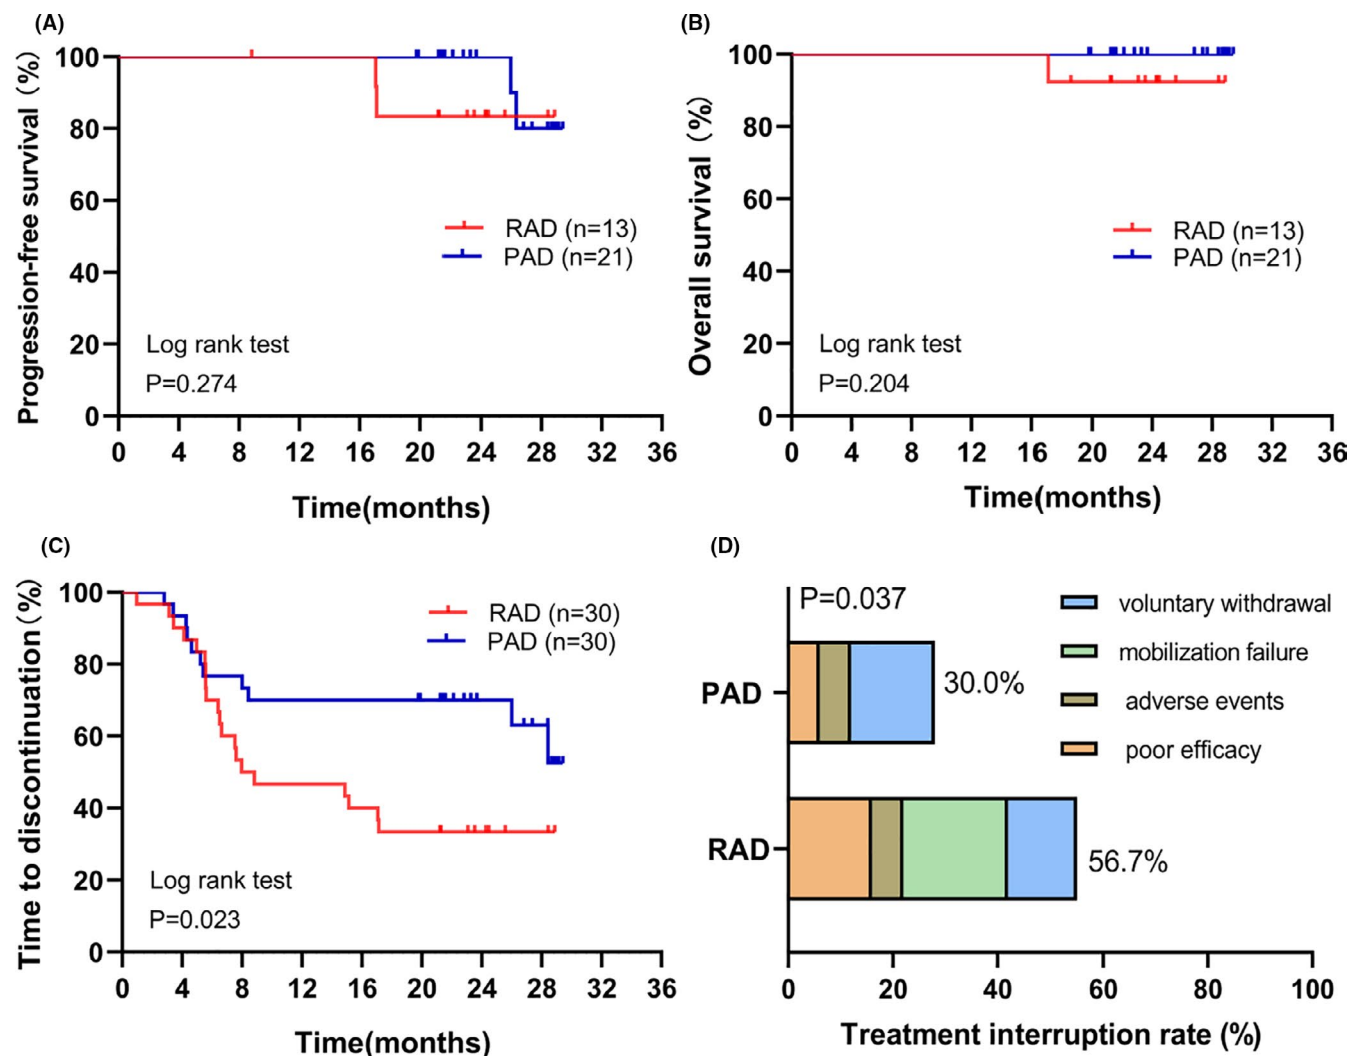 (A)
Progression-free survival (%)
100
80
60
40
20
0
RAD (n=13)
PAD (n=21)
Log rank test
P=0.274
0 4 8 12 16 20 24 28 32 36
Time(months)
(B)
Overall survival (%)
100
80
60
40
20
0
RAD (n=13)
PAD (n=21)
Log rank test
P=0.204
0 4 8 12 16 20 24 28 32 36
Time(months)
(C)
Time to discontinuation(%)
100
80
60
40
20
0
RAD (n=30)
PAD (n=30)
Log rank test
P=0.023
0 4 8 12 16 20 24 28 32 36
Time(months)
(D)
P=0.037
voluntary withdrawal
mobilization failure
adverse events
poor efficacy
PAD
30.0%
RAD
56.7%
0 20 40 60 80 100
Treatment interruption rate (%)